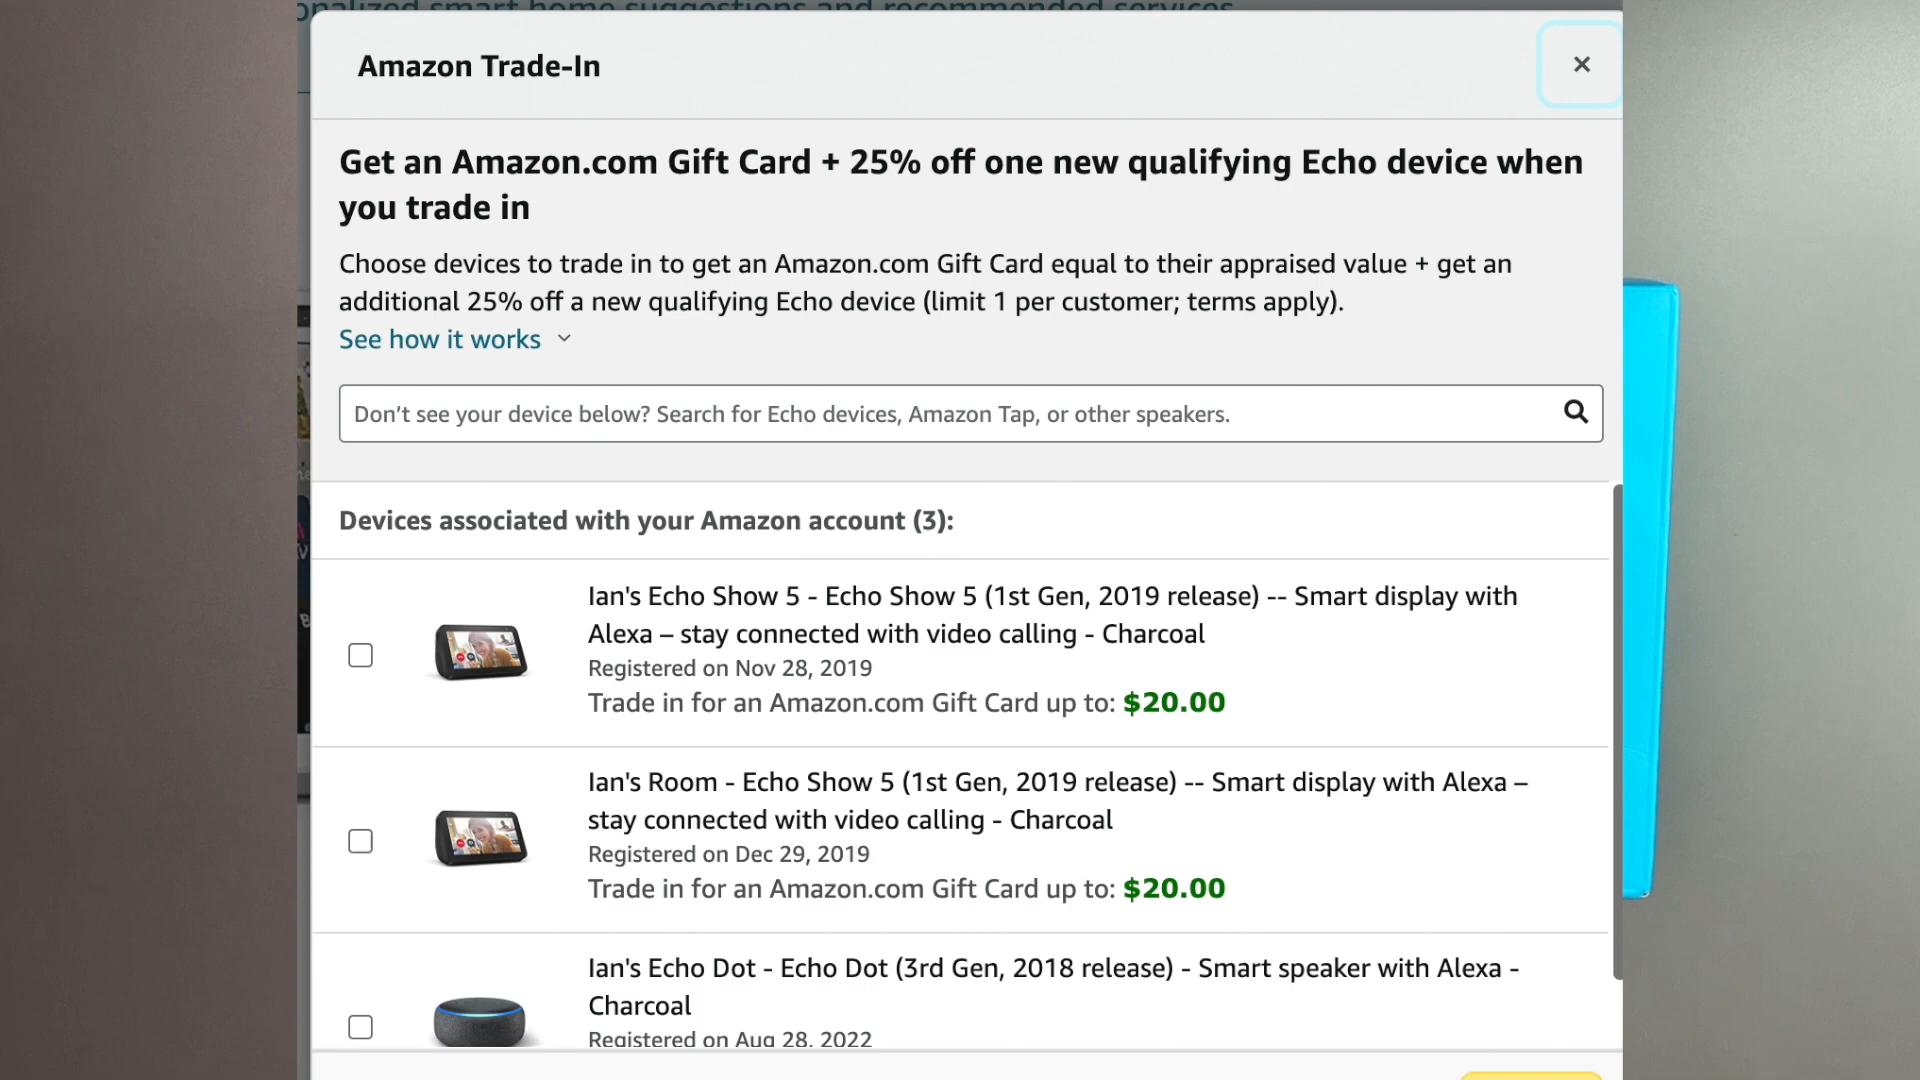 onalized smart home suggestions and recommended services
Amazon Trade-In
Get an Amazon.com Gift Card + 25% off one new qualifying Echo device when
you trade in
Choose devices to trade in to get an Amazon.com Gift Card equal to their appraised value + get an
additional 25% off a new qualifying Echo device (limit 1 per customer; terms apply).
See how it works
Don’t see your device below? Search for Echo devices, Amazon Tap, or other speakers.
Devices associated with your Amazon account (3):
Ian's Echo Show 5 - Echo Show 5 (1st Gen, 2019 release) -- Smart display with
Alexa – stay connected with video calling - Charcoal
Registered on Nov 28, 2019
Trade in for an Amazon.com Gift Card up to: $20.00
Ian's Room - Echo Show 5 (1st Gen, 2019 release) -- Smart display with Alexa –
stay connected with video calling - Charcoal
Registered on Dec 29, 2019
Trade in for an Amazon.com Gift Card up to: $20.00
Ian's Echo Dot - Echo Dot (3rd Gen, 2018 release) - Smart speaker with Alexa -
Charcoal
Registered on Aug 28, 2022